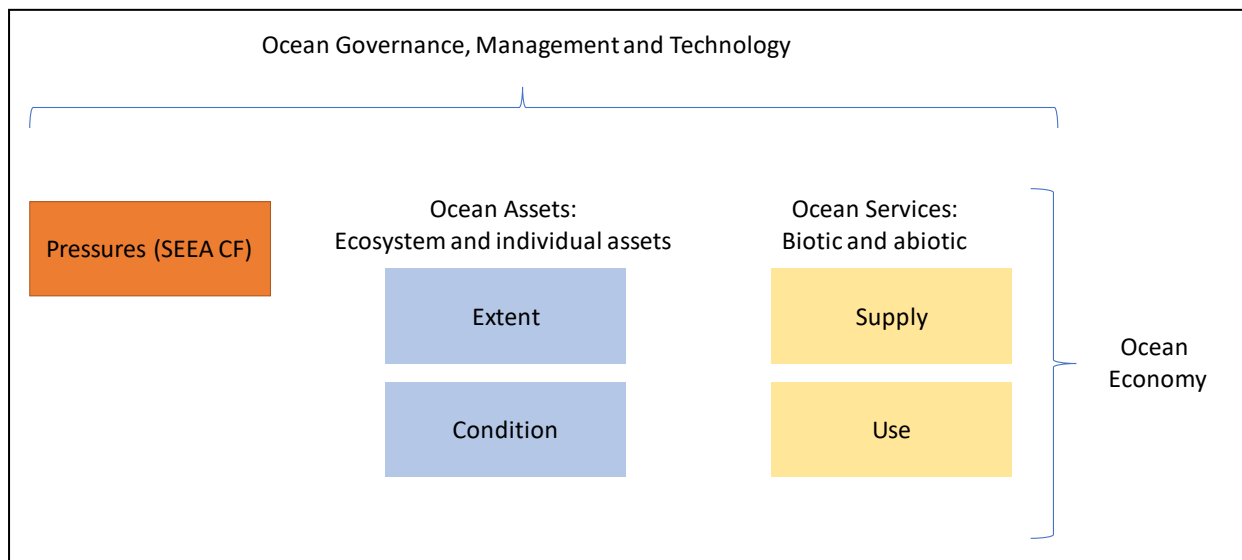 Ocean Governance, Management and Technology
Pressures (SEEA CF)
Ocean Assets:
Ecosystem and individual assets
Extent
Condition
Ocean Services:
Biotic and abiotic
Supply
Use
Ocean
Economy